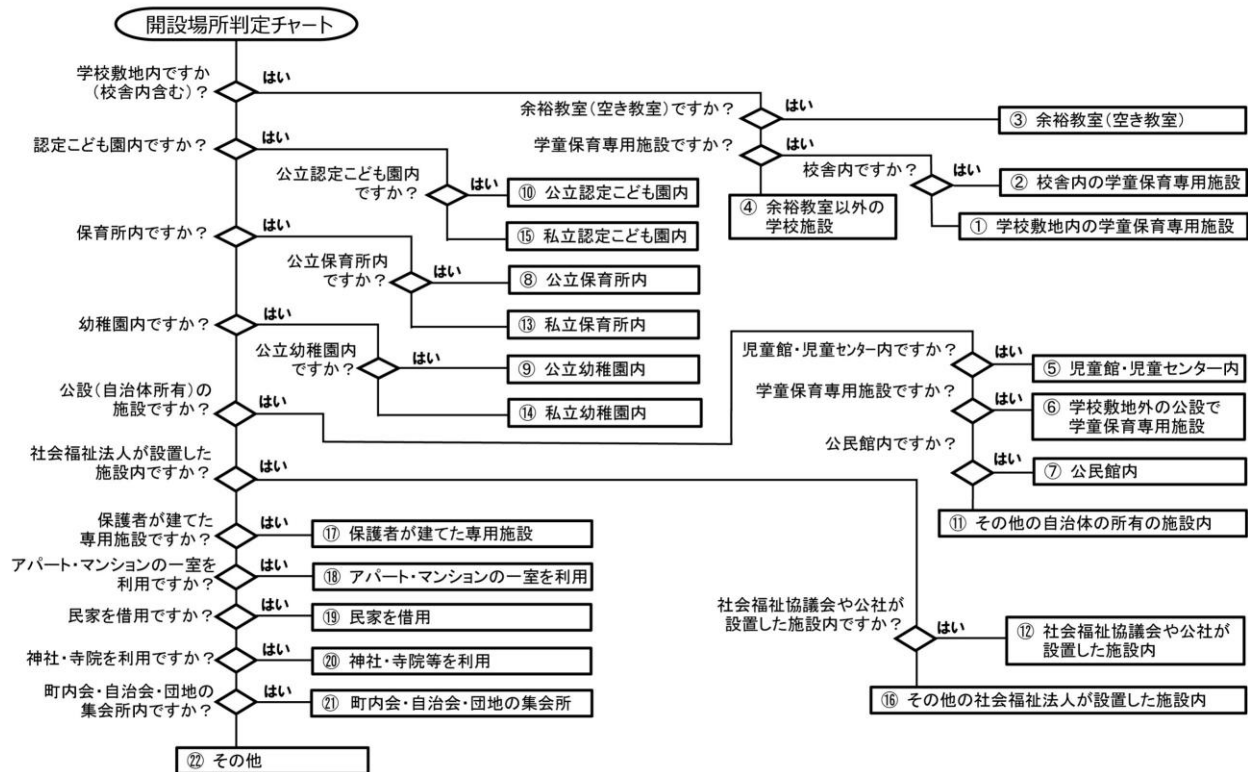 開設場所判定チャート
学校敷地内ですか
(校舎内含む)?
はい
余裕教室(空き教室)ですか?
はい
③ 余裕教室(空き教室)
学童保育専用施設ですか?
はい
校舎内ですか?
はい
② 校舎内の学童保育専用施設
① 学校敷地内の学童保育専用施設
④ 余裕教室以外の
学校施設
認定こども園内ですか?
はい
公立認定こども園内
ですか?
はい
⑩ 公立認定こども園内
⑮ 私立認定こども園内
保育所内ですか?
はい
公立保育所内
ですか?
はい
⑧ 公立保育所内
⑬ 私立保育所内
幼稚園内ですか?
はい
公立幼稚園内
ですか?
はい
⑨ 公立幼稚園内
⑭ 私立幼稚園内
公設(自治体所有)の
施設ですか?
はい
児童館・児童センター内ですか?
はい
⑤ 児童館・児童センター内
学童保育専用施設ですか?
はい
⑥ 学校敷地外の公設で
学童保育専用施設
公民館内ですか?
はい
⑦ 公民館内
⑪ その他の自治体の所有の施設内
社会福祉法人が設置した
施設内ですか?
はい
社会福祉協議会や公社が
設置した施設内ですか?
はい
⑫ 社会福祉協議会や公社が
設置した施設内
⑯ その他の社会福祉法人が設置した施設内
保護者が建てた
専用施設ですか?
はい
⑰ 保護者が建てた専用施設
アパート・マンションの一室を
利用ですか?
はい
⑱ アパート・マンションの一室を利用
民家を借用ですか?
はい
⑲ 民家を借用
神社・寺院を利用ですか?
はい
⑳ 神社・寺院等を利用
町内会・自治会・団地の
集会所内ですか?
はい
㉑ 町内会・自治会・団地の集会所
㉒ その他